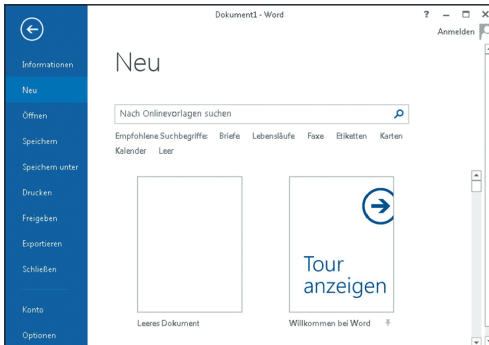 Dokument1 - Word
?
Anmelden
Informationen
Neu
Öffnen
Speichern
Speichern unter
Drucken
Freigeben
Exportieren
Schließen
Konto
Optionen
Neu
Nach Onlinevorlagen suchen
Empfohlene Suchbegriffe: Briefe Lebensläufe Faxe Etiketten Karten
Kalender Leer
Tour
anzeigen
Leeres Dokument
Willkommen bei Word